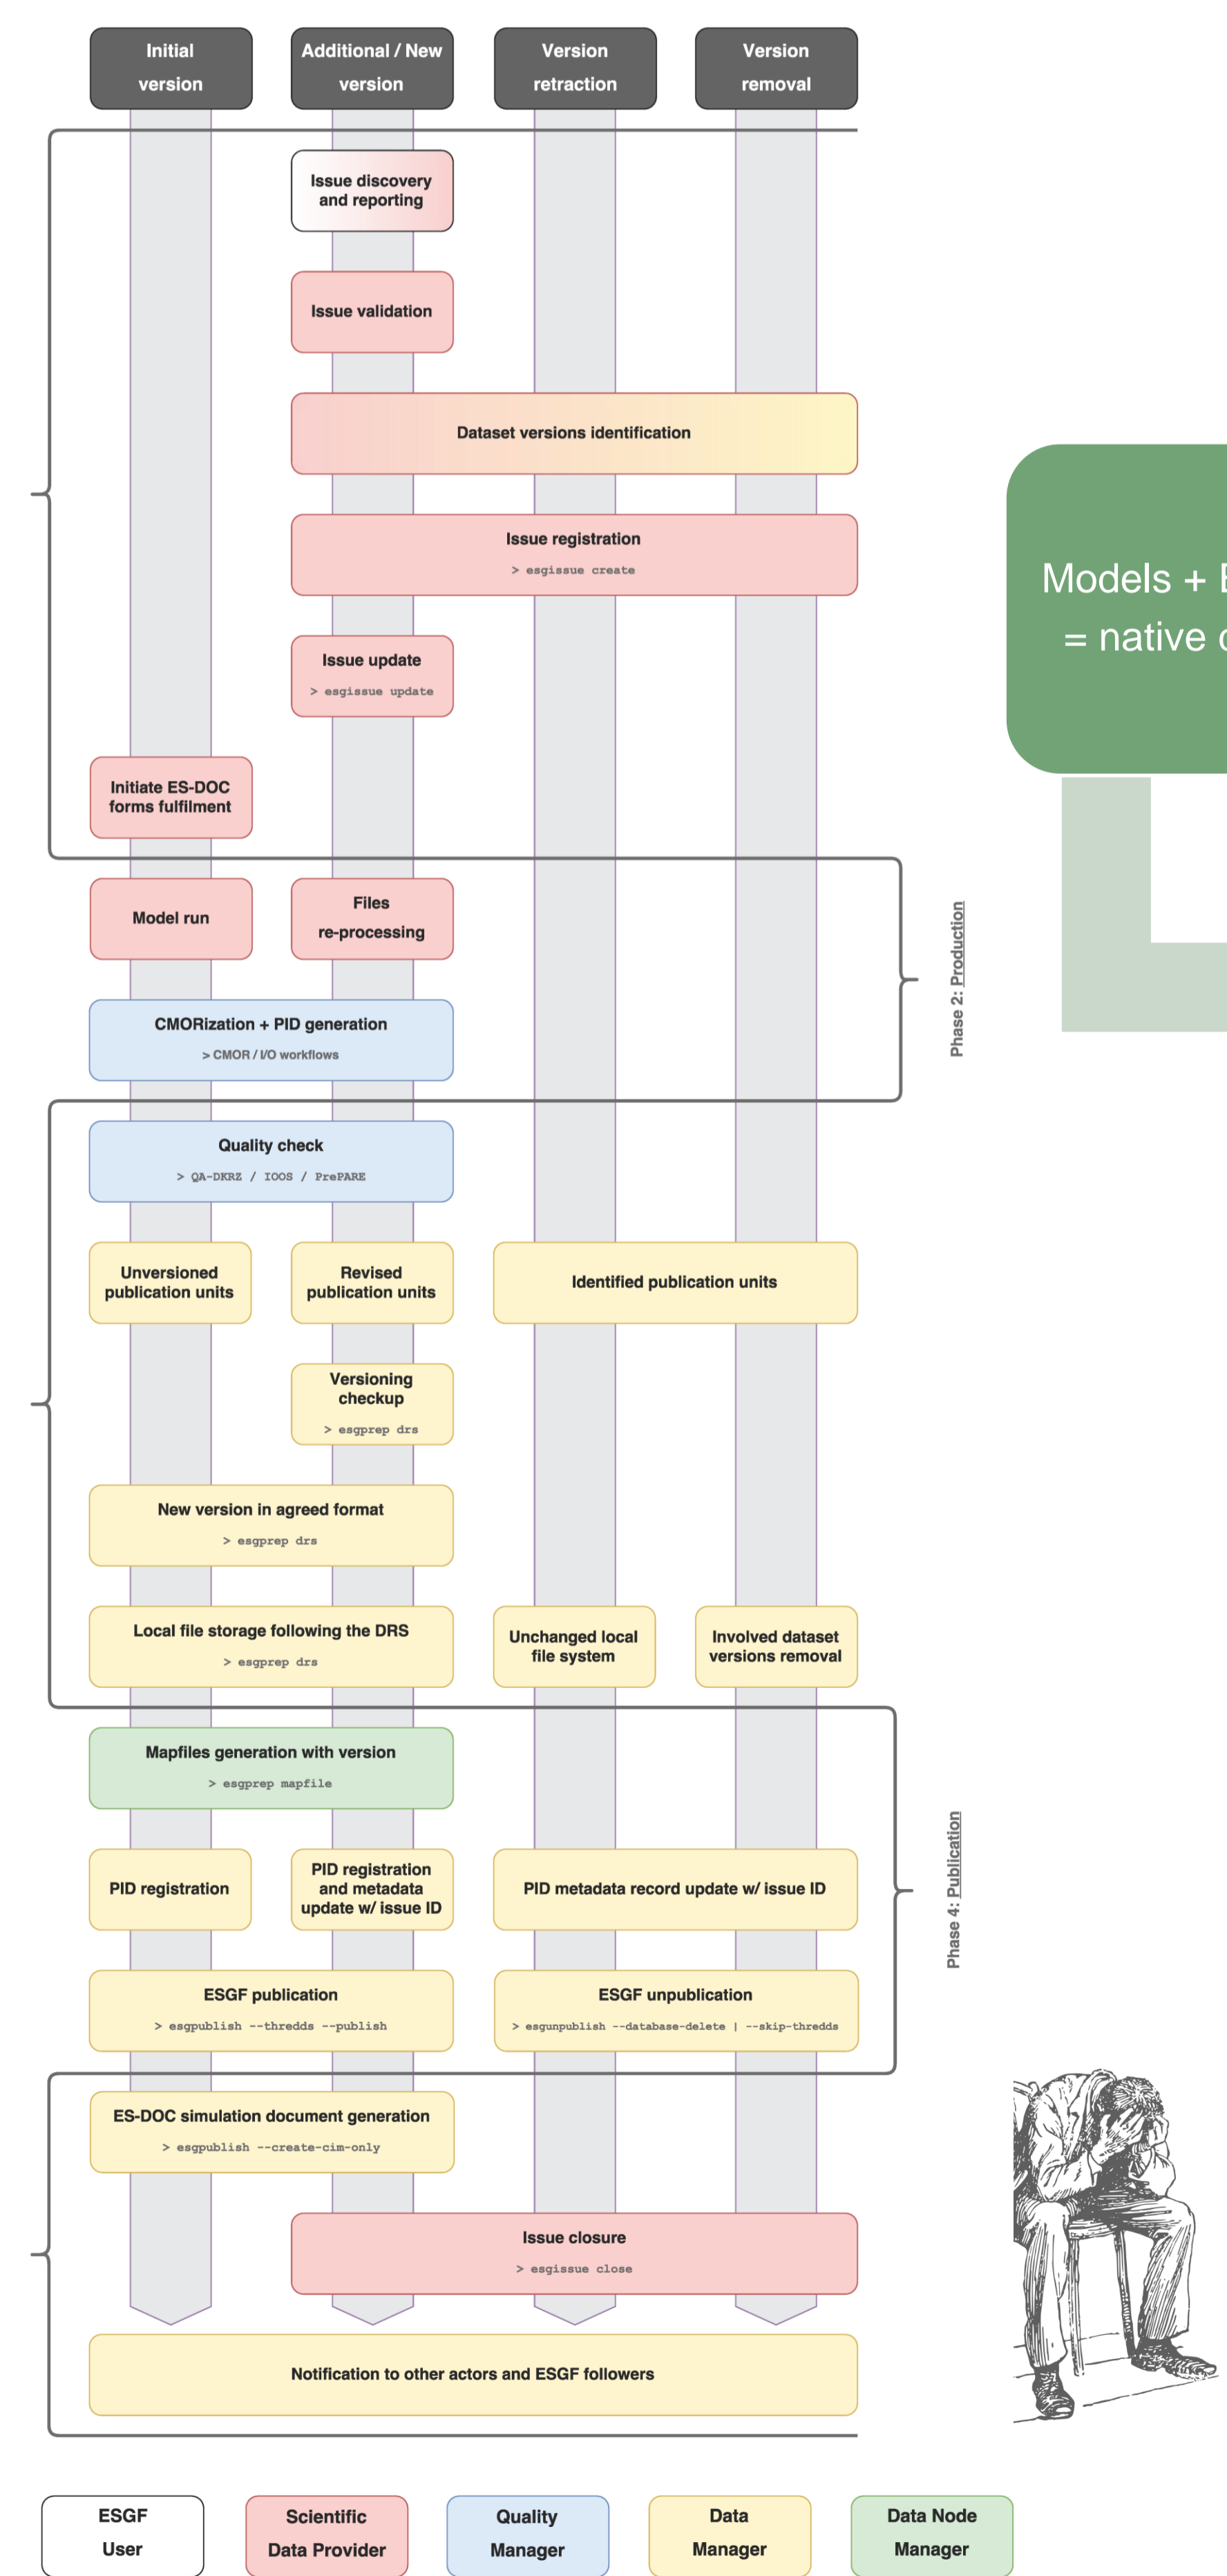 Initial
version
Additional / New
version
Version
retraction
Version
removal
Issue discovery
and reporting
Issue validation
Dataset versions identification
Issue registration
> esgissue create
Issue update
> esgissue update
Models +
= native
Initiate ES-DOC
forms fulfilment
Model run
Files
re-processing
Phase 2: Production
CMORization + PID generation
> CMOR / I/O workflows
Quality check
> QA-DKRZ / IOOS / PrePARE
Unversioned
publication units
Revised
publication units
Identified publication units
Versioning
checkup
> esgprep drs
New version in agreed format
> esgprep drs
Local file storage following the DRS
> esgprep drs
Unchanged local
file system
Involved dataset
versions removal
Mapfiles generation with version
> esgprep mapfile
PID registration
PID registration
and metadata
update w/ issue ID
PID metadata record update w/ issue ID
Phase 4: Publication
ESGF publication
> esgpublish --thredds --publish
ESGF unpublication
> esgunpublish --database-delete | --skip-thredds
ES-DOC simulation document generation
> esgpublish --create-cim-only
Issue closure
> esgissue close
Notification to other actors and ESGF followers
ESGF
User
Scientific
Data Provider
Quality
Manager
Data
Manager
Data Node
Manager